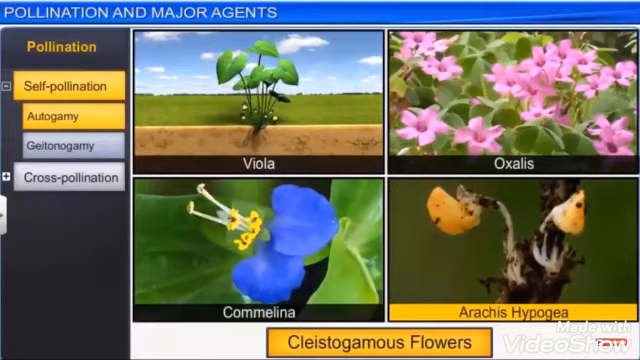 POLLINATION AND MAJOR AGENTS
Pollination
Self-pollination
Autogamy
Geitonogamy
Cross-pollination
Viola
Oxalis
Commelina
Arachis Hypogea
Cleistogamous Flowers
Made with
VideoShow